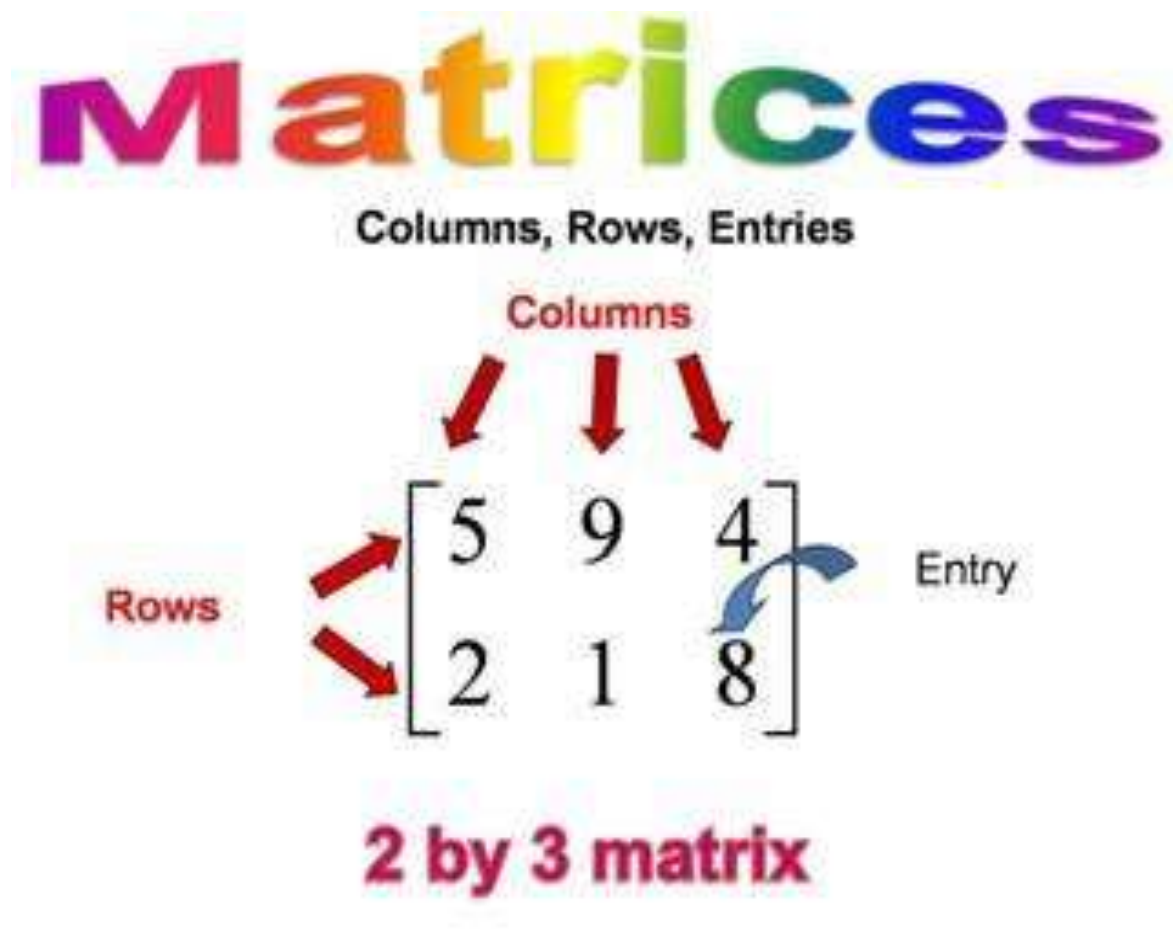 Matrices
Columns, Rows, Entries
Columns
5 9 4
Entry
Rows
2 1 8
2 by 3 matrix